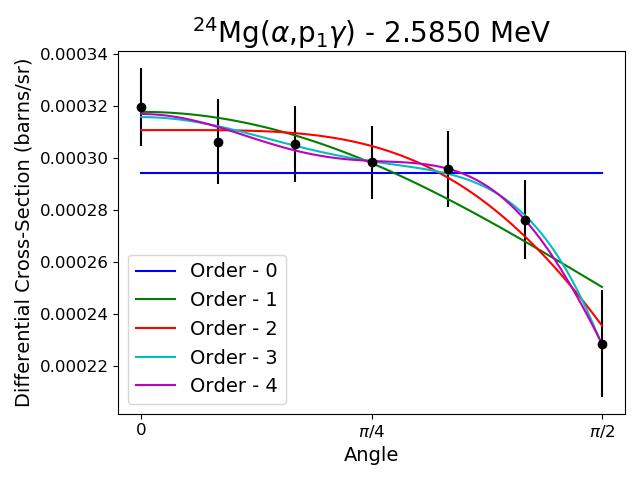 ²⁴Mg(α,p₁γ) - 2.5850 MeV
Differential Cross-Section (barns/sr)
0.00034
0.00032
0.00030
0.00028
0.00026
0.00024
0.00022
Order - 0
Order - 1
Order - 2
Order - 3
Order - 4
0 π/4 π/2
Angle